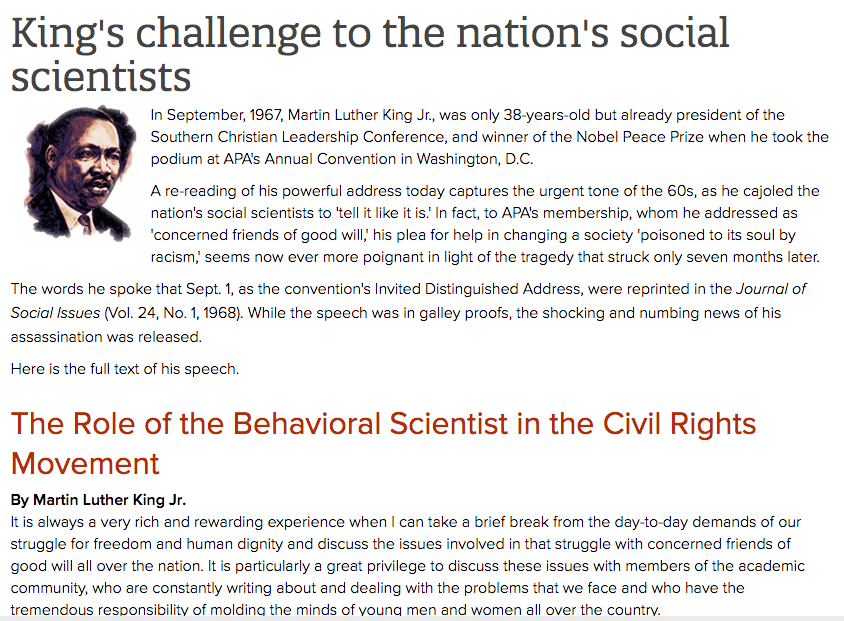 King's challenge to the nation's social
scientists
In September, 1967, Martin Luther King Jr., was only 38-years-old but already president of the
Southern Christian Leadership Conference, and winner of the Nobel Peace Prize when he took the
podium at APA's Annual Convention in Washington, D.C.
A re-reading of his powerful address today captures the urgent tone of the 60s, as he cajoled the
nation's social scientists to 'tell it like it is.' In fact, to APA's membership, whom he addressed as
'concerned friends of good will,' his plea for help in changing a society 'poisoned to its soul by
racism,' seems now ever more poignant in light of the tragedy that struck only seven months later.
The words he spoke that Sept. 1, as the convention's Invited Distinguished Address, were reprinted in the Journal of
Social Issues (Vol. 24, No. 1, 1968). While the speech was in galley proofs, the shocking and numbing news of his
assassination was released.
Here is the full text of his speech.
The Role of the Behavioral Scientist in the Civil Rights
Movement
By Martin Luther King Jr.
It is always a very rich and rewarding experience when I can take a brief break from the day-to-day demands of our
struggle for freedom and human dignity and discuss the issues involved in that struggle with concerned friends of
good will all over the nation. It is particularly a great privilege to discuss these issues with members of the academic
community, who are constantly writing about and dealing with the problems that we face and who have the
tremendous responsibility of molding the minds of young men and women all over the country.